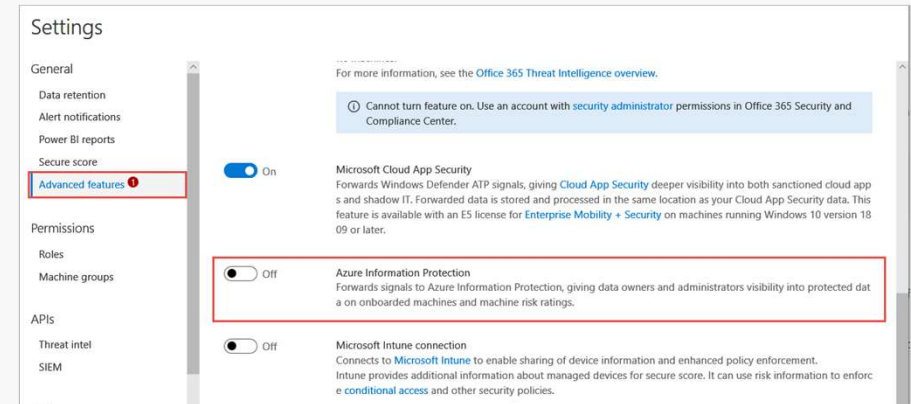 Settings
General
Data retention
Alert notifications
Power BI reports
Secure score
Advanced features 1
Permissions
Roles
Machine groups
APIs
Threat intel
SIEM
For more information, see the Office 365 Threat Intelligence overview.
Cannot turn feature on. Use an account with security administrator permissions in Office 365 Security and
Compliance Center.
On
Microsoft Cloud App Security
Forwards Windows Defender ATP signals, giving Cloud App Security deeper visibility into both sanctioned cloud app
s and shadow IT. Forwarded data is stored and processed in the same location as your Cloud App Security data. This
feature is available with an E5 license for Enterprise Mobility + Security on machines running Windows 10 version 18
09 or later.
Off
Azure Information Protection
Forwards signals to Azure Information Protection, giving data owners and administrators visibility into protected dat
a on onboarded machines and machine risk ratings.
Off
Microsoft Intune connection
Connects to Microsoft Intune to enable sharing of device information and enhanced policy enforcement.
Intune provides additional information about managed devices for secure score. It can use risk information to enforc
e conditional access and other security policies.